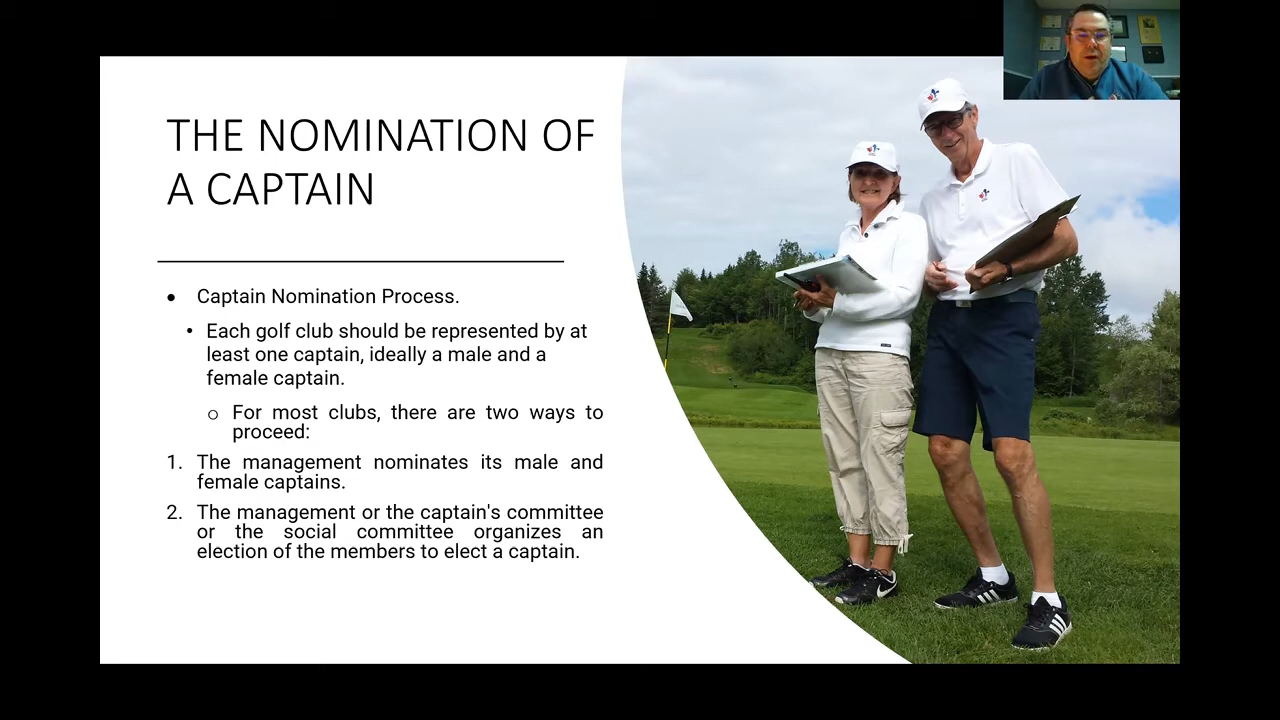 THE NOMINATION OF
A CAPTAIN
• Captain Nomination Process.
• Each golf club should be represented by at
least one captain, ideally a male and a
female captain.
o For most clubs, there are two ways to
proceed:
1. The management nominates its male and
female captains.
2. The management or the captain's committee
or the social committee organizes an
election of the members to elect a captain.